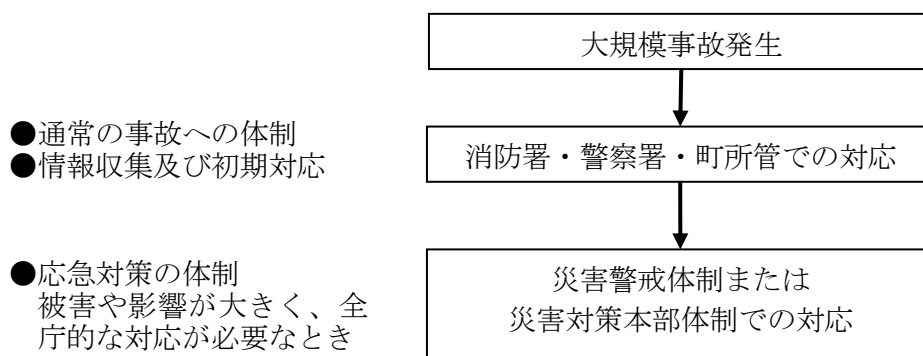 大規模事故発生
●通常の事故への体制
●情報収集及び初期対応
消防署・警察署・町所管での対応
●応急対策の体制
被害や影響が大きく、全
庁的な対応が必要なとき
災害警戒体制または
災害対策本部体制での対応